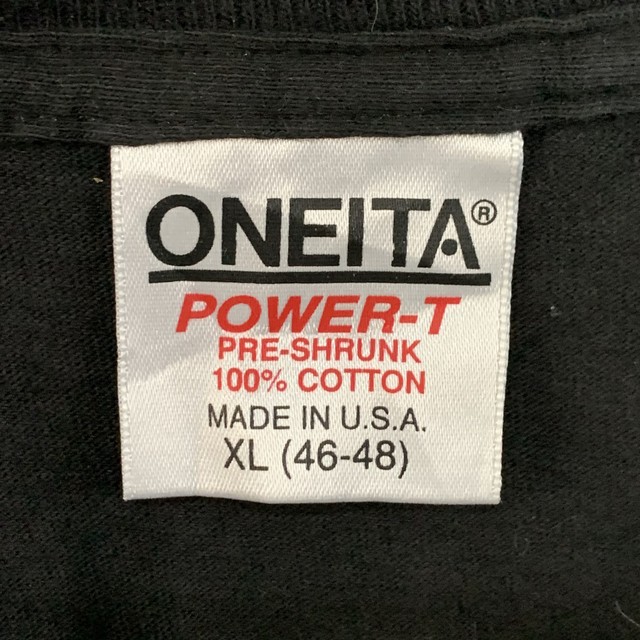 ONEITA®
POWER-T
PRE-SHRUNK
100% COTTON
MADE IN U.S.A.
XL (46-48)